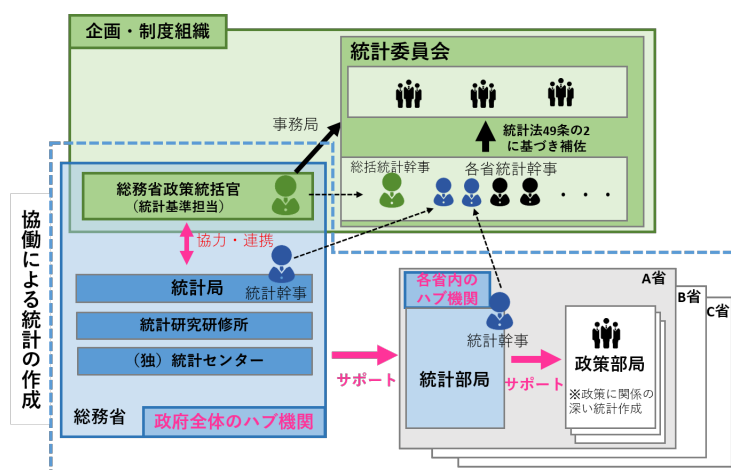 企画・制度組織
統計委員会
事務局
統計法49条の2
に基づき補佐
総括統計幹事
各省統計幹事
・・・
総務省政策統括官
(統計基準担当)
協力・連携
統計幹事
統計局
統計研究研修所
(独)統計センター
総務省
政府全体のハブ機関
協働による統計の作成
サポート
各省内の
ハブ機関
統計幹事
統計部局
サポート
A省
B省
C省
政策部局
※政策に関係の
深い統計作成